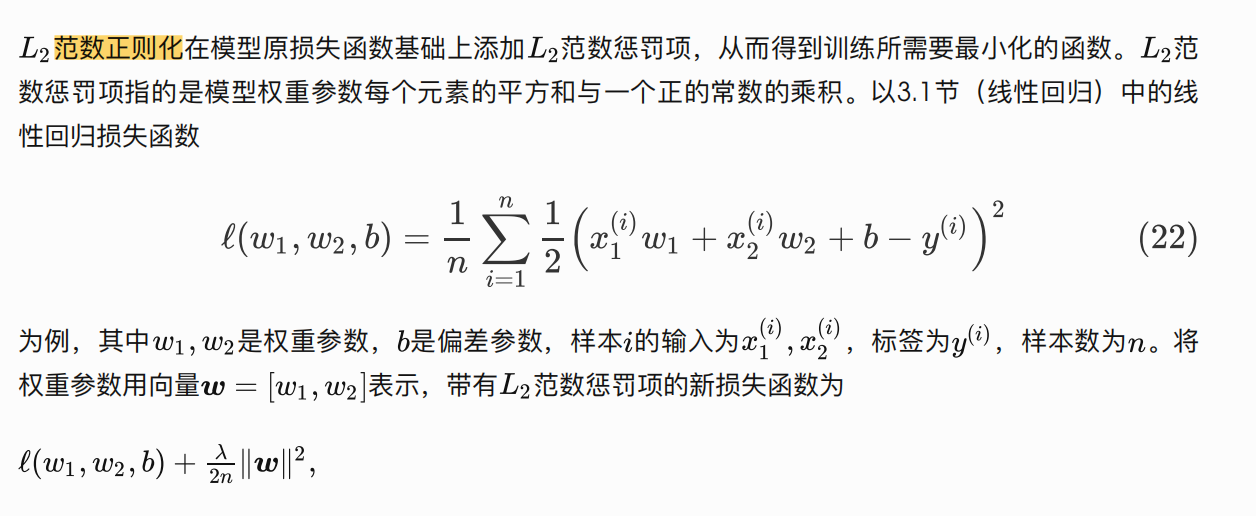 L₂范数正则化在模型原损失函数基础上添加L₂范数惩罚项，从而得到训练所需要最小化的函数。L₂范
数惩罚项指的是模型权重参数每个元素的平方和与一个正的常数的乘积。以3.1节（线性回归）中的线
性回归损失函数
$\ell(w_1, w_2, b) = \frac{1}{n} \sum_{i=1}^{n} \frac{1}{2} \left( x_1^{(i)} w_1 + x_2^{(i)} w_2 + b - y^{(i)} \right)^2$ (22)
为例，其中$w_1, w_2$是权重参数，$b$是偏差参数，样本$i$的输入为$x_1^{(i)}, x_2^{(i)}$，标签为$y^{(i)}$，样本数为$n$。将
权重参数用向量$\boldsymbol{w} = [w_1, w_2]$表示，带有L₂范数惩罚项的新损失函数为
$\ell(w_1, w_2, b) + \frac{\lambda}{2n} \|\boldsymbol{w}\|^2,$